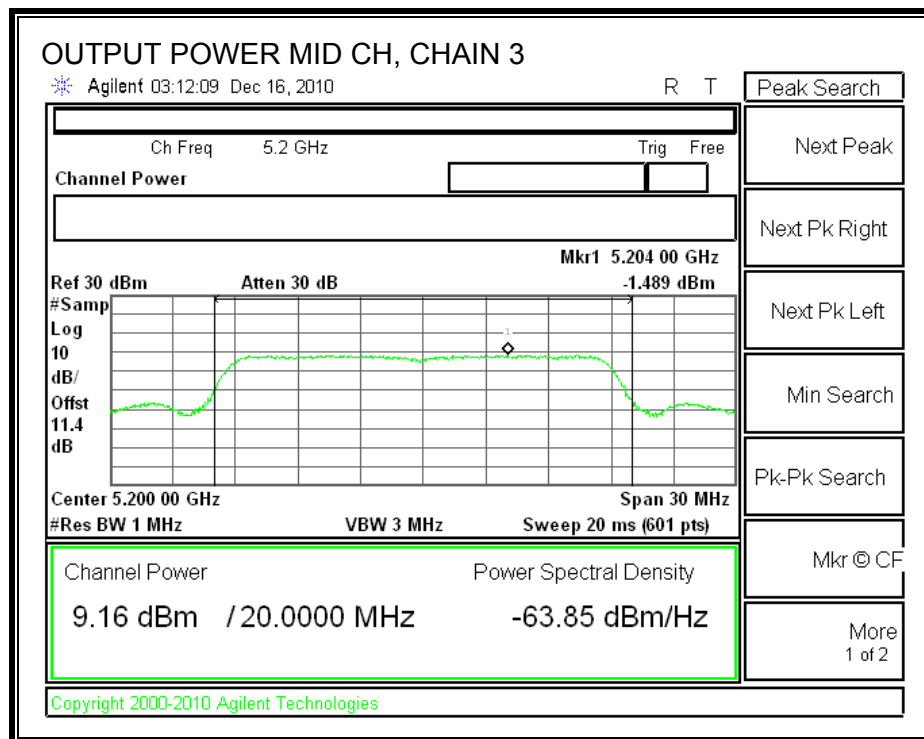 OUTPUT POWER MID CH, CHAIN 3
Agilent 03:12:09 Dec 16, 2010 R T
Peak Search
Ch Freq 5.2 GHz Trig Free
Channel Power
Mkr1 5.204 00 GHz
Ref 30 dBm Atten 30 dB -1.489 dBm
#Samp
Log
10
dB/
Offst
11.4
dB
1
Center 5.200 00 GHz Span 30 MHz
#Res BW 1 MHz VBW 3 MHz Sweep 20 ms (601 pts)
Channel Power Power Spectral Density
9.16 dBm / 20.0000 MHz -63.85 dBm/Hz
Copyright 2000-2010 Agilent Technologies
Next Peak
Next Pk Right
Next Pk Left
Min Search
Pk-Pk Search
Mkr © CF
More
1 of 2